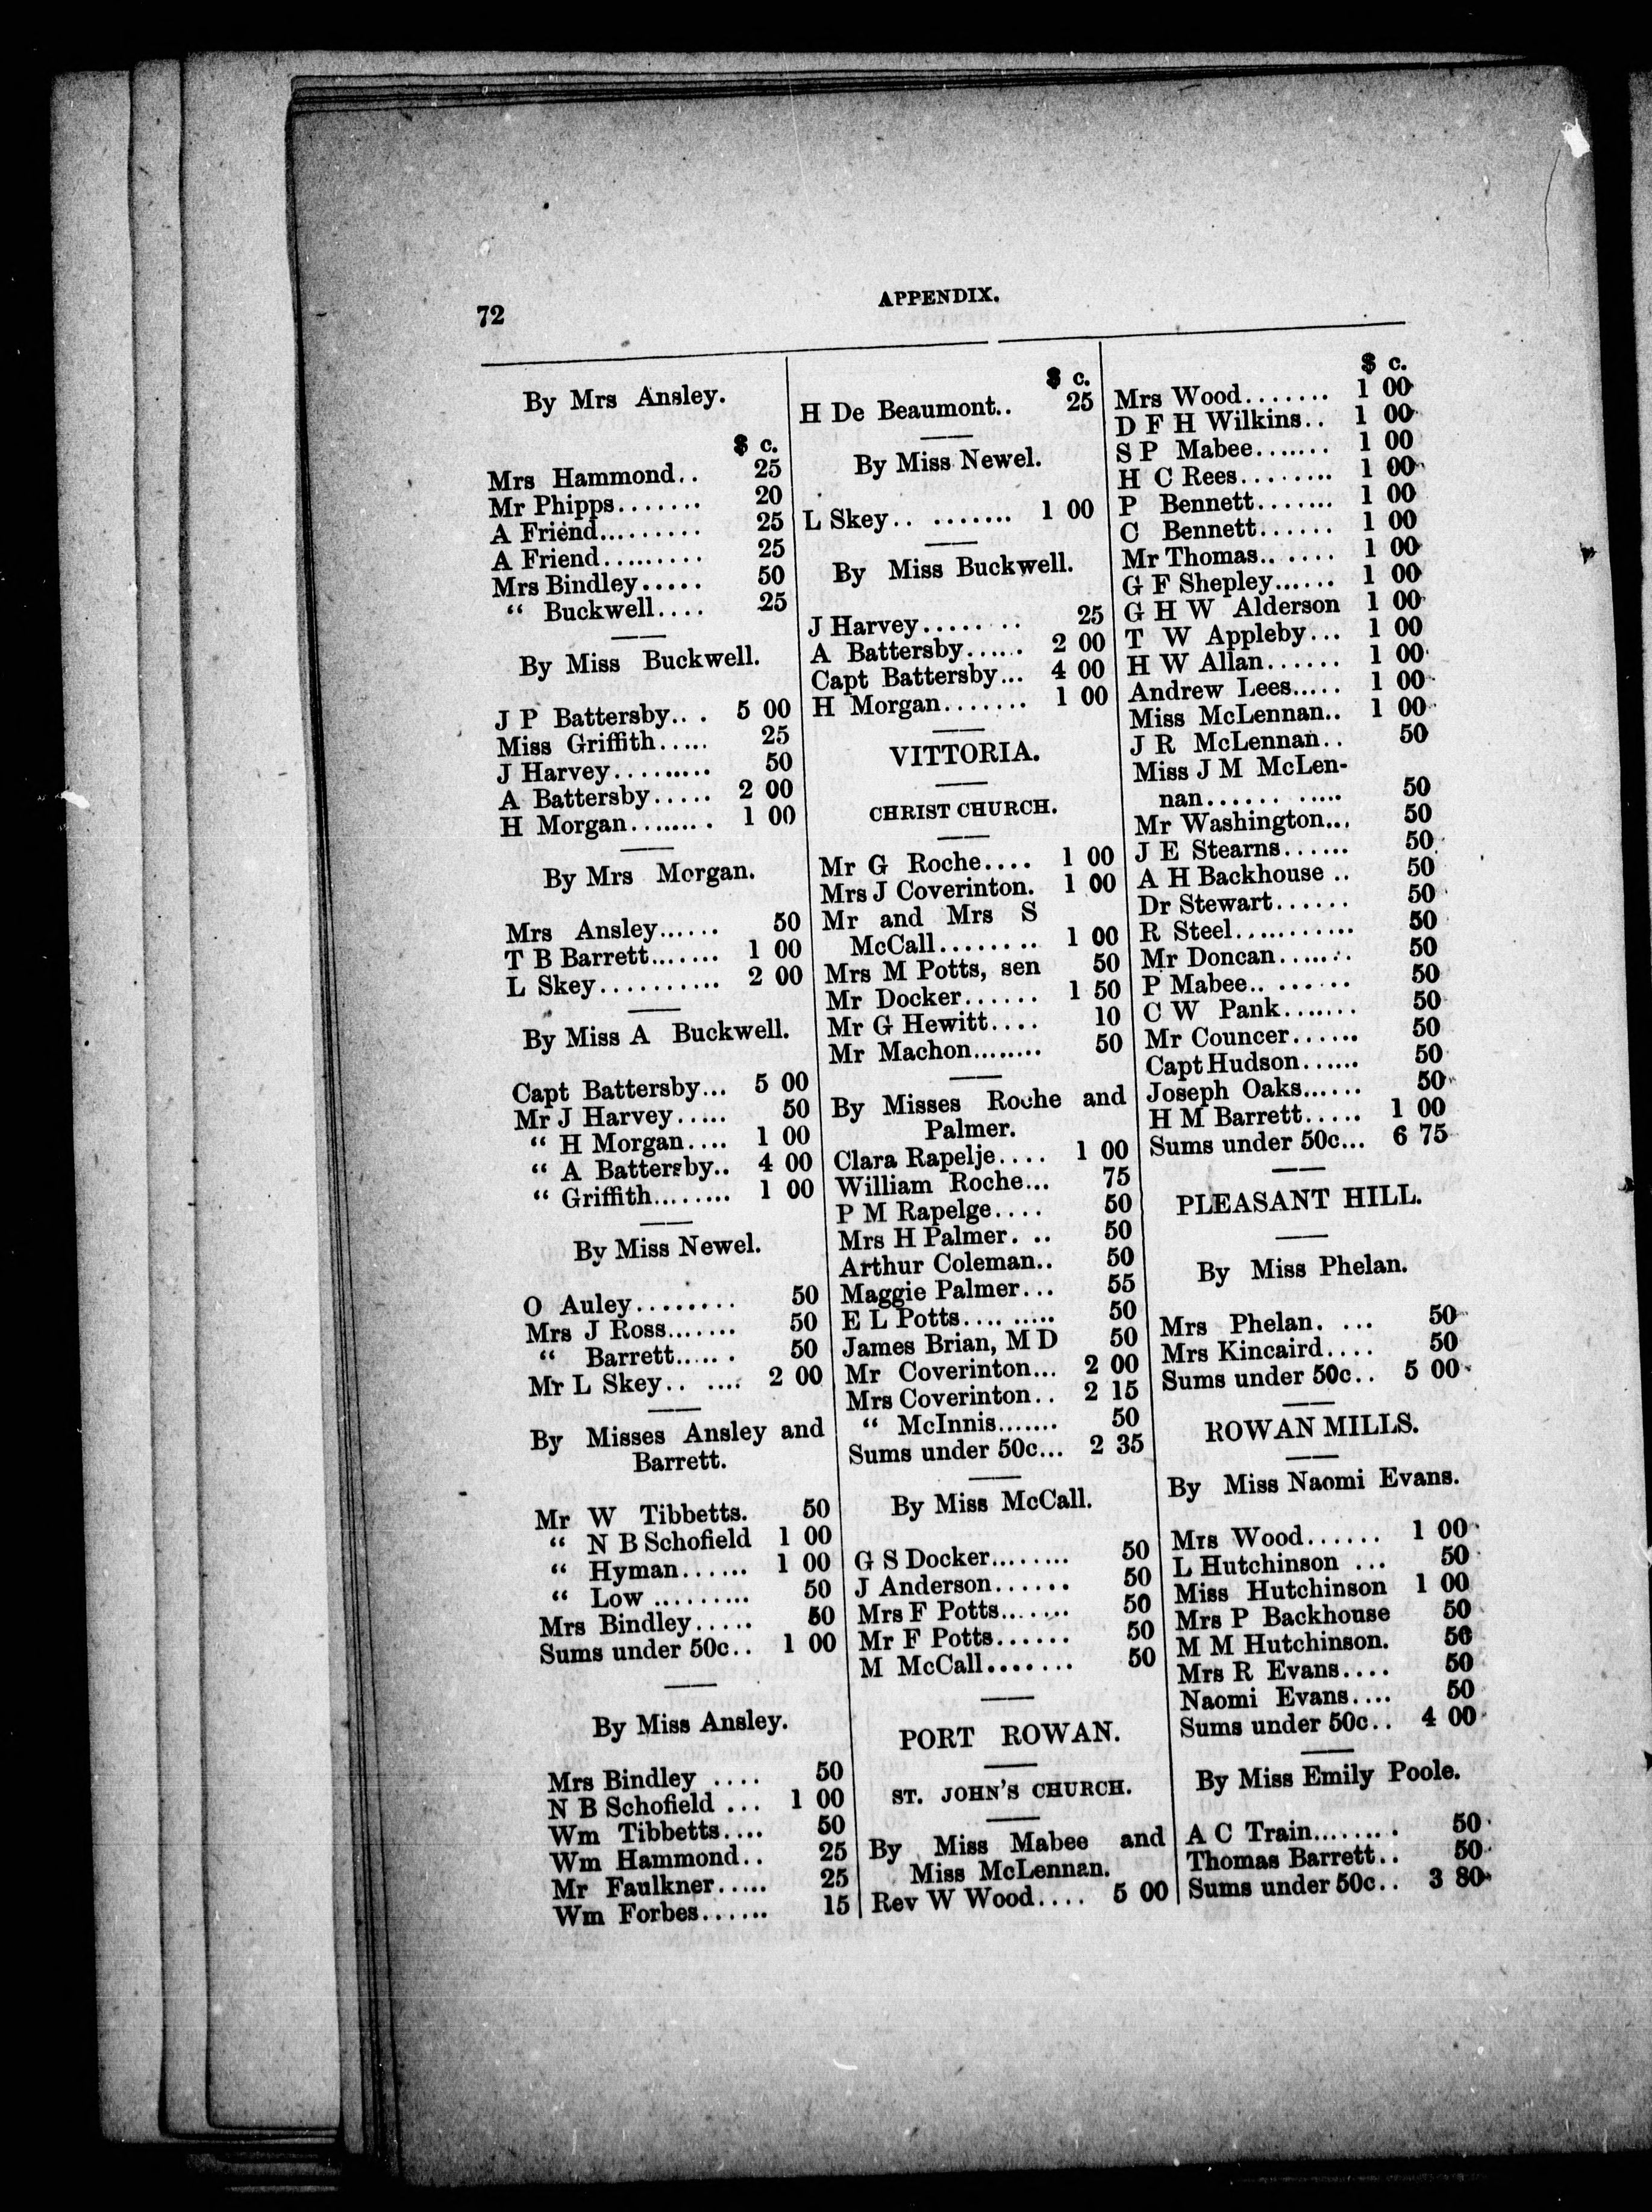 72
APPENDIX.
By Mrs Ansley.
$ c.
Mrs Hammond.. 25
Mr Phipps....... 20
A Friend......... 25
A Friend......... 25
Mrs Bindley..... 50
“ Buckwell.... 25
By Miss Buckwell.
J P Battersby... 5 00
Miss Griffith..... 25
J Harvey......... 50
A Battersby..... 2 00
H Morgan........ 1 00
By Mrs Morgan.
Mrs Ansley...... 50
T B Barrett....... 1 00
L Skey.......... 2 00
By Miss A Buckwell.
Capt Battersby... 5 00
Mr J Harvey..... 50
“ H Morgan.... 1 00
“ A Battersby.. 4 00
“ Griffith........ 1 00
By Miss Newel.
O Auley........ 50
Mrs J Ross....... 50
“ Barrett...... 50
Mr L Skey.. .... 2 00
By Misses Ansley and
Barrett.
Mr W Tibbetts. 50
“ N B Schofield 1 00
“ Hyman...... 1 00
“ Low ......... 50
Mrs Bindley..... 50
Sums under 50c.. 1 00
By Miss Ansley.
Mrs Bindley .... 50
N B Schofield ... 1 00
Wm Tibbetts.... 50
Wm Hammond.. 25
Mr Faulkner..... 25
Wm Forbes....... 15
$ c.
H De Beaumont.. 25
By Miss Newel.
L Skey.. ........ 1 00
By Miss Buckwell.
J Harvey........ 25
A Battersby...... 2 00
Capt Battersby... 4 00
H Morgan....... 1 00
VITTORIA.
CHRIST CHURCH.
Mr G Roche.... 1 00
Mrs J Coverinton. 1 00
Mr and Mrs S
McCall........ 1 00
Mrs M Potts, sen 50
Mr Docker...... 1 50
Mr G Hewitt.... 10
Mr Machon........ 50
By Misses Roche and
Palmer.
Clara Rapelje.... 1 00
William Roche... 75
P M Rapelge.... 50
Mrs H Palmer. .. 50
Arthur Coleman.. 50
Maggie Palmer... 55
E L Potts.... ..... 50
James Brian, M D 50
Mr Coverinton... 2 00
Mrs Coverinton.. 2 15
“ McInnis....... 50
Sums under 50c... 2 35
By Miss McCall.
G S Docker........ 50
J Anderson...... 50
Mrs F Potts....... 50
Mr F Potts...... 50
M McCall....... 50
PORT ROWAN.
ST. JOHN'S CHURCH.
By Miss Mabee and
Miss McLennan.
Rev W Wood.... 5 00
$ c.
Mrs Wood....... 1 00
D F H Wilkins.. 1 00
S P Mabee....... 1 00
H C Rees........ 1 00
P Bennett....... 1 00
C Bennett...... 1 00
Mr Thomas...... 1 00
G F Shepley...... 1 00
G H W Alderson 1 00
T W Appleby... 1 00
H W Allan...... 1 00
Andrew Lees..... 1 00
Miss McLennan.. 1 00
J R McLennan.. 50
Miss J M McLen-
nan...... ..... 50
Mr Washington... 50
J E Stearns...... 50
A H Backhouse .. 50
Dr Stewart...... 50
R Steel........... 50
Mr Doncan....... 50
P Mabee.. ...... 50
C W Pank....... 50
Mr Councer...... 50
Capt Hudson...... 50
Joseph Oaks...... 50
H M Barrett..... 1 00
Sums under 50c... 6 75
PLEASANT HILL.
By Miss Phelan.
Mrs Phelan. ... 50
Mrs Kincaird.... 50
Sums under 50c.. 5 00
ROWAN MILLS.
By Miss Naomi Evans.
Mrs Wood...... 1 00
L Hutchinson ... 50
Miss Hutchinson 1 00
Mrs P Backhouse 50
M M Hutchinson. 50
Mrs R Evans.... 50
Naomi Evans.... 50
Sums under 50c.. 4 00
By Miss Emily Poole.
A C Train........ 50
Thomas Barrett.. 50
Sums under 50c.. 3 80